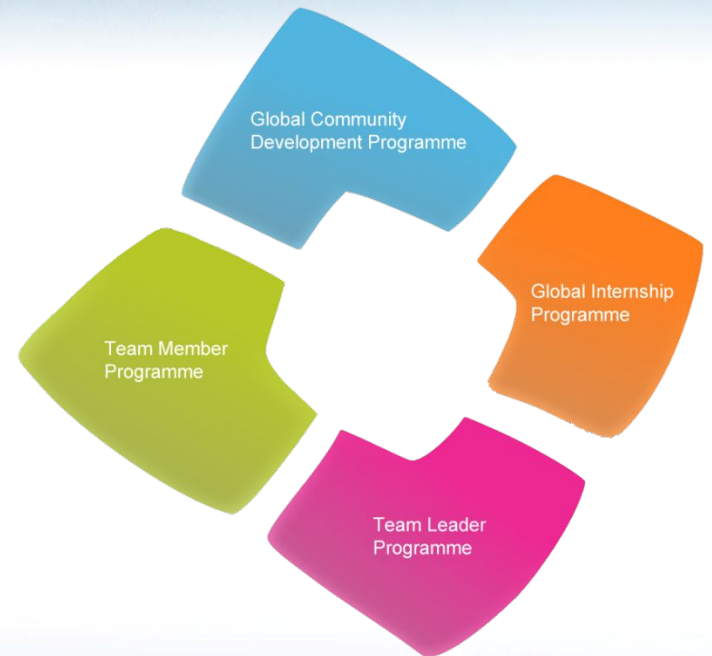 Global Community
Development Programme
Global Internship
Programme
Team Member
Programme
Team Leader
Programme